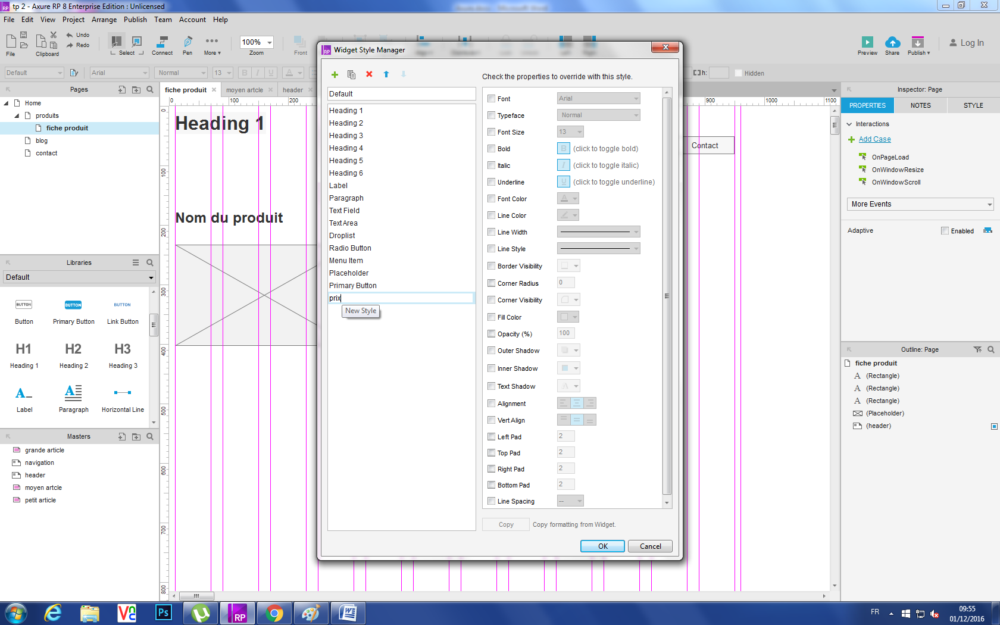 tp 2 - Axure RP 8 Enterprise Edition : Unlicensed
File Edit View Project Arrange Publish Team Account Help
Undo
Redo
100%
File Clipboard Select Connect Pen More Zoom Front
Preview Share Publish
Log In
Default Arial Normal 13 B I U A
h: Hidden
Pages
Home
produits
fiche produit
blog
contact
Libraries
Default
BUTTON BUTTON BUTTON
Button Primary Button Link Button
H1 H2 H3
Heading 1 Heading 2 Heading 3
A A
Label Paragraph Horizontal Line
Masters
grande article
navigation
header
moyen artcle
petit article
fiche produit moyen artcle header
0 100 200 900 1000 1100
0
100
200
300
400
500
600
700
800
Heading 1
Nom du produit
Contact
RP Widget Style Manager
Default
Heading 1
Heading 2
Heading 3
Heading 4
Heading 5
Heading 6
Label
Paragraph
Text Field
Text Area
Droplist
Radio Button
Menu Item
Placeholder
Primary Button
prix
New Style
Check the properties to override with this style.
Font Arial
Typeface Normal
Font Size 13
Bold B (click to toggle bold)
Italic I (click to toggle italic)
Underline U (click to toggle underline)
Font Color A
Line Color
Line Width
Line Style
Border Visibility
Corner Radius 0
Corner Visibility
Fill Color
Opacity (%) 100
Outer Shadow
Inner Shadow
Text Shadow A
Alignment
Vert Align
Left Pad 2
Top Pad 2
Right Pad 2
Bottom Pad 2
Line Spacing --
Copy Copy formatting from Widget.
OK Cancel
Inspector: Page
PROPERTIES NOTES STYLE
Interactions
Add Case
OnPageLoad
OnWindowResize
OnWindowScroll
More Events
Adaptive Enabled
Outline: Page
fiche produit
A (Rectangle)
A (Rectangle)
A (Rectangle)
(Placeholder)
(header)
Ps RP
FR
09:55
01/12/2016